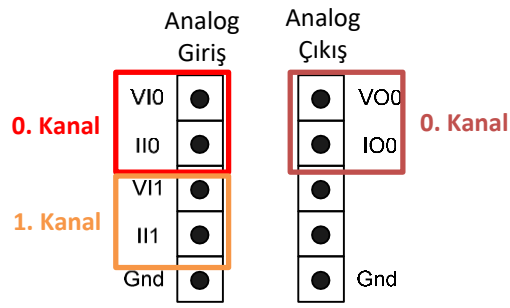 Analog
Giriş
Analog
Çıkış
VI0
VO0
0. Kanal
0. Kanal
II0
IO0
VI1
1. Kanal
II1
Gnd
Gnd